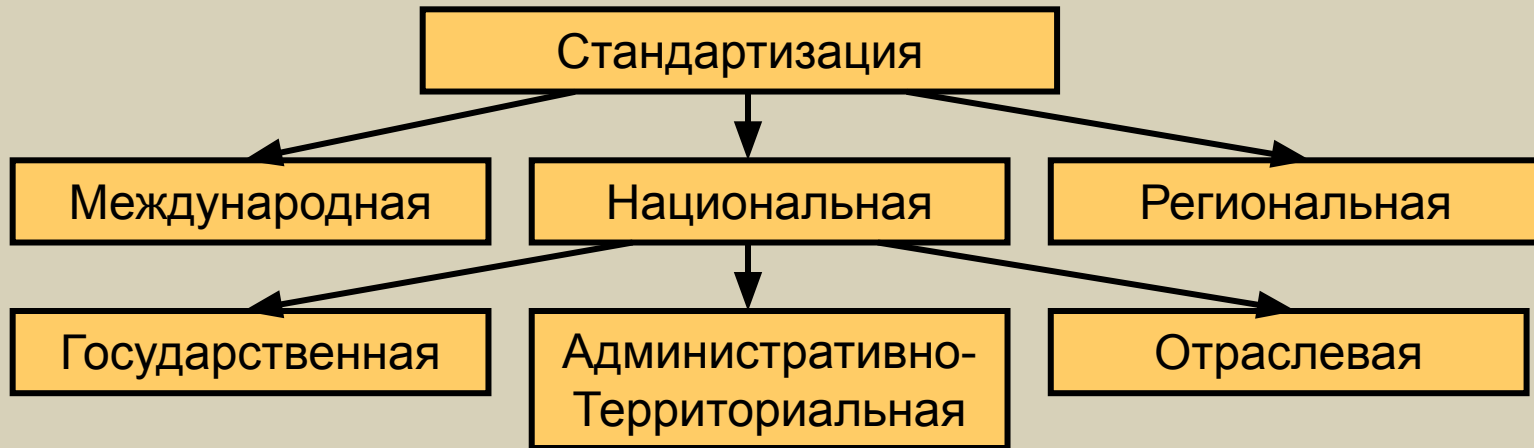 Стандартизация
Международная
Национальная
Региональная
Государственная
Административно-
Территориальная
Отраслевая